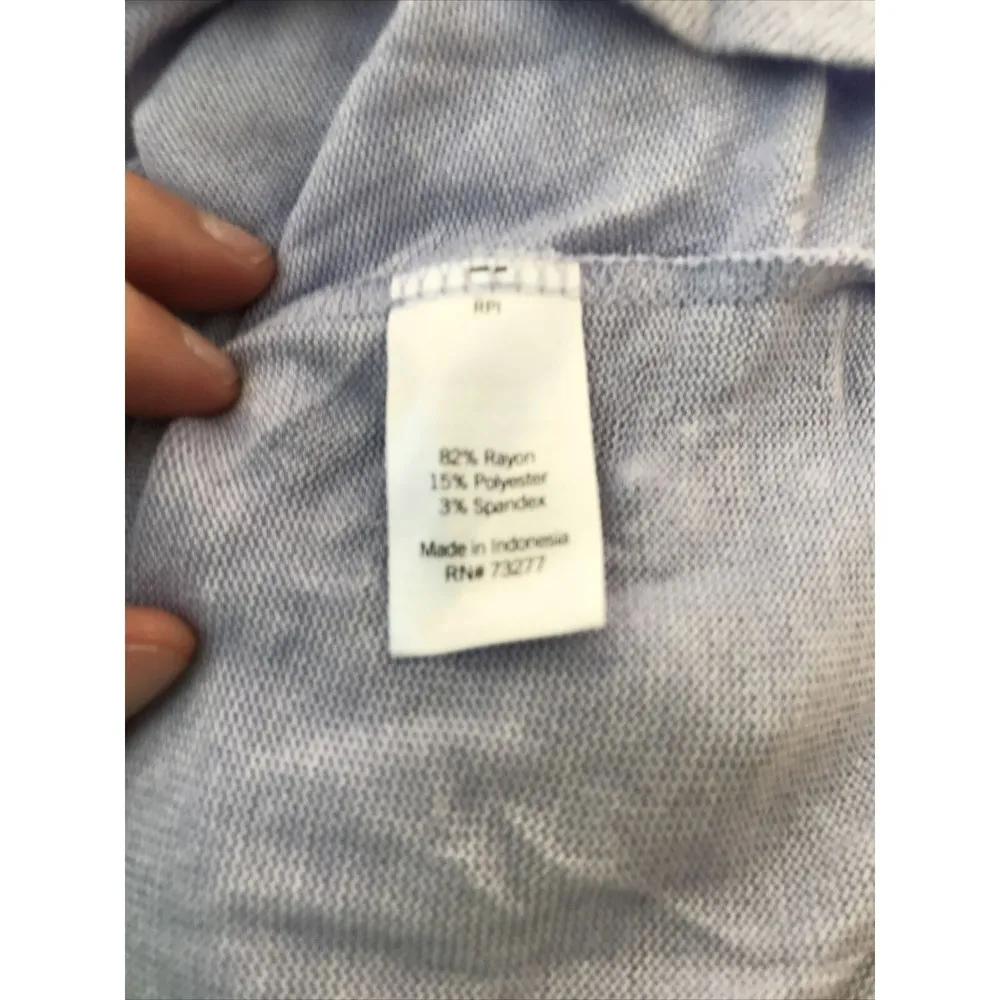 RPI
82% Rayon
15% Polyester
3% Spandex
Made in Indonesia
RN# 73277